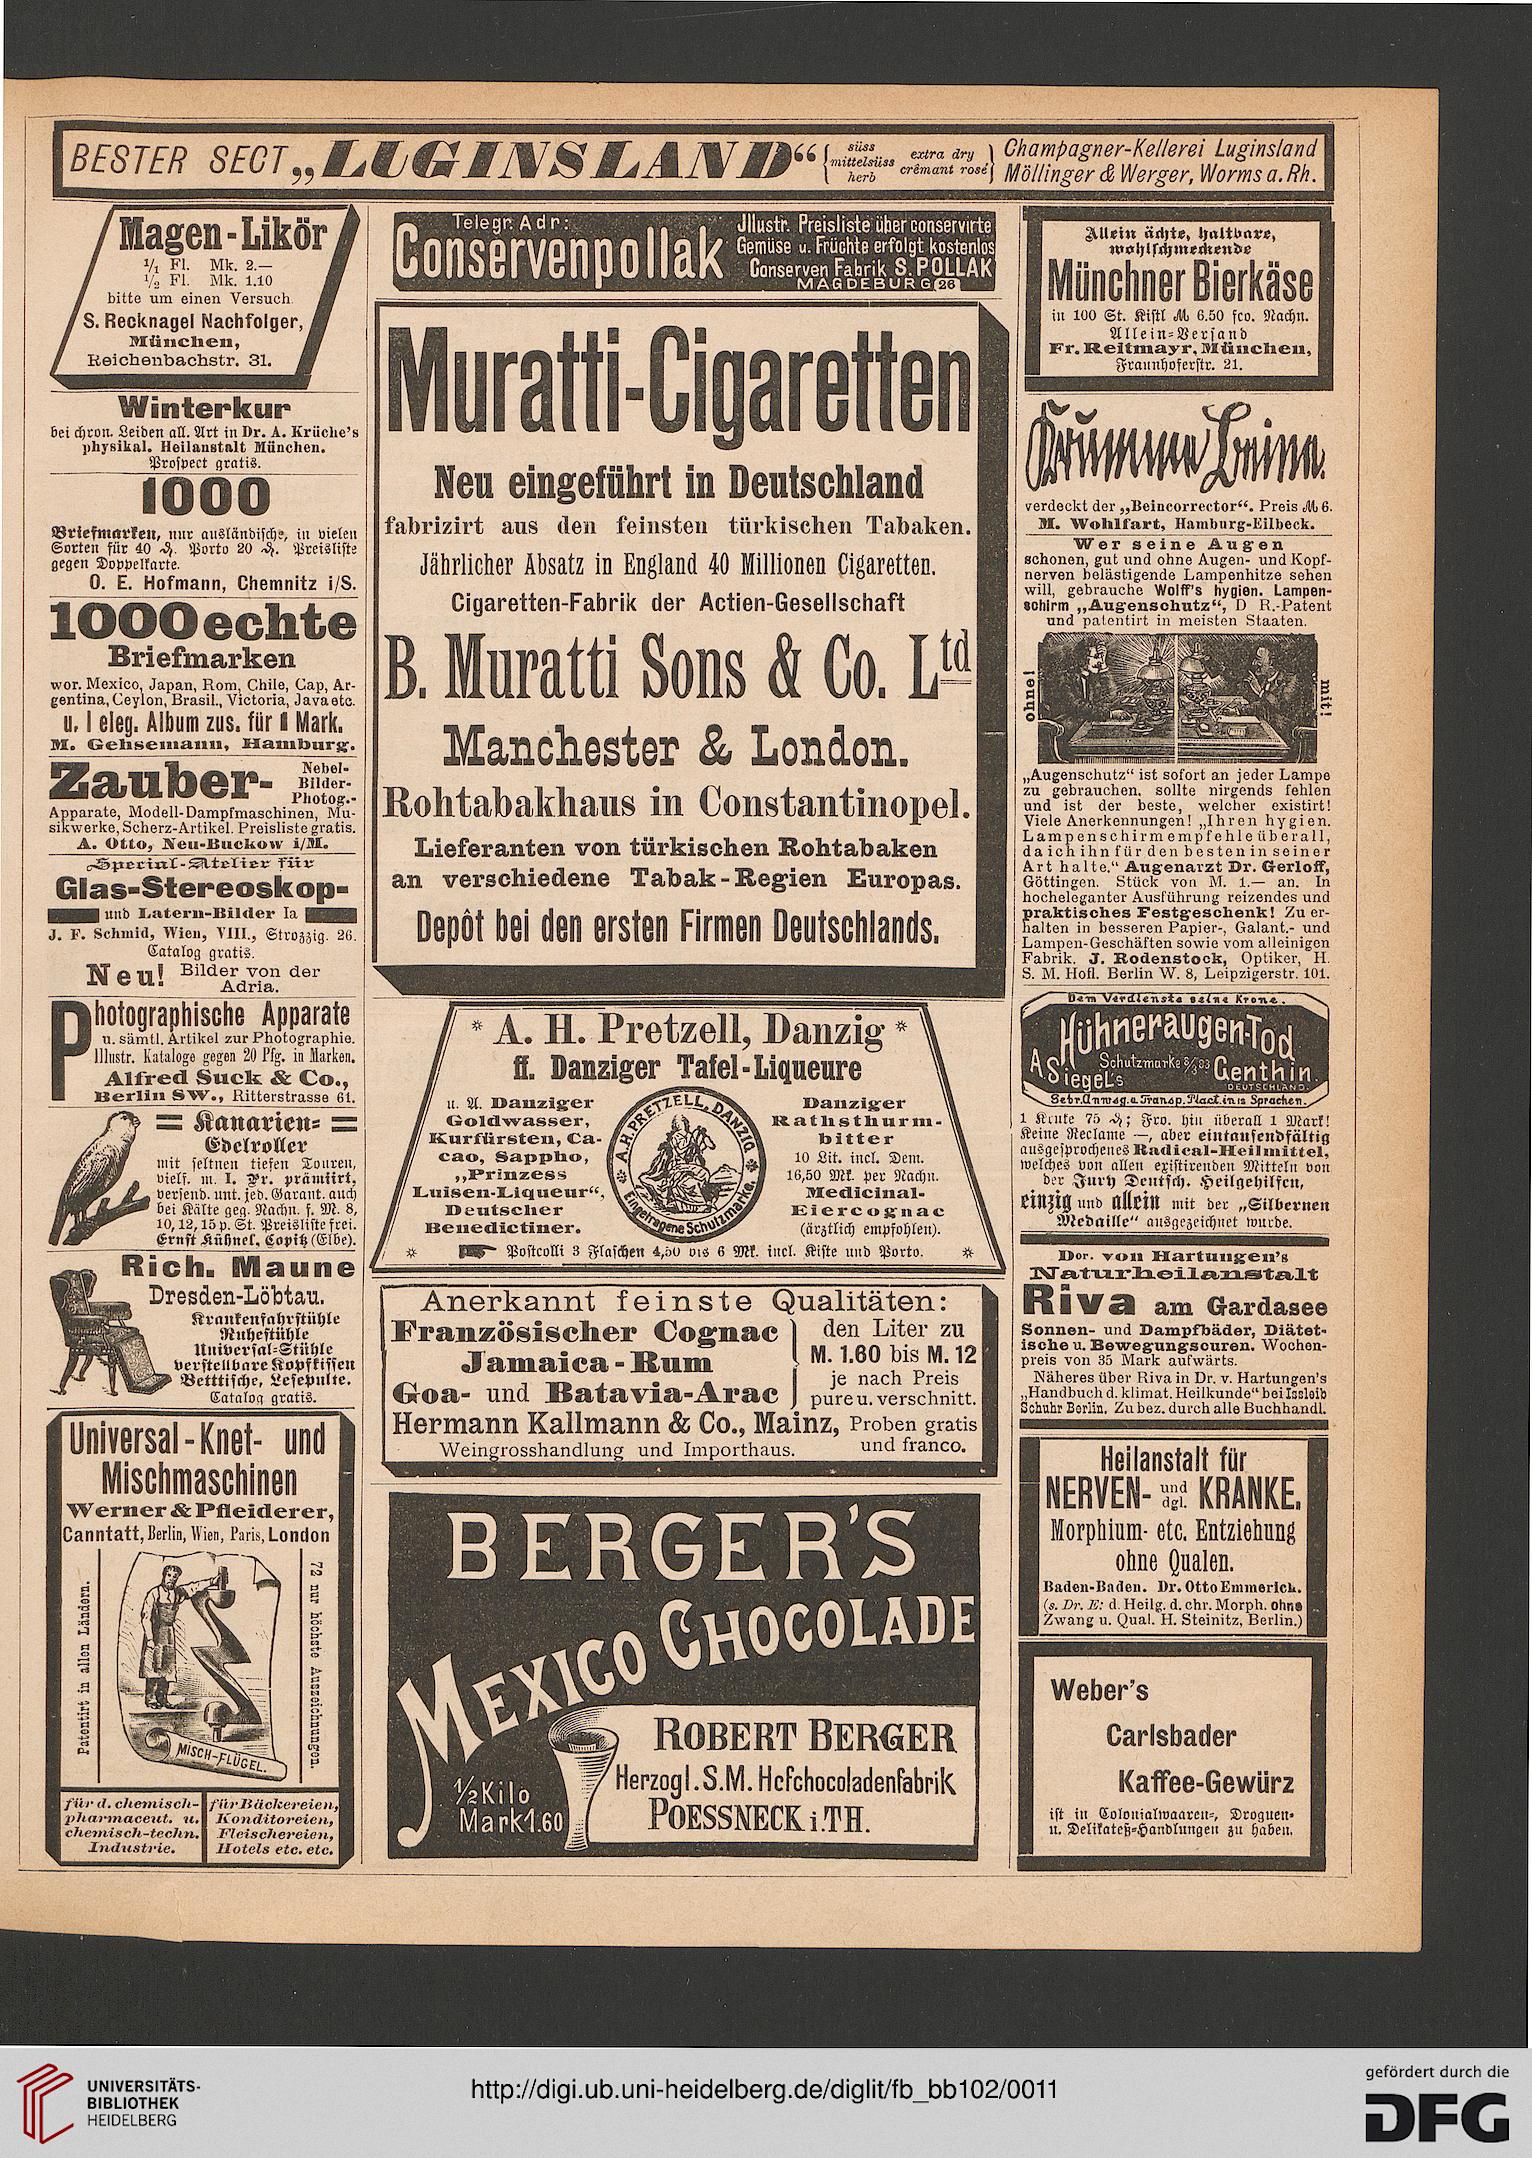 BESTER SECT „LUGINSLAND“
süss
mittelsüss
herb
extra dry
crêmant rosé
Champagner-Kellerei Luginsland
Möllinger & Werger, Worms a. Rh.
Magen-Likör
1/1 Fl. Mk. 2.—
1/2 Fl. Mk. 1.10
bitte um einen Versuch
S. Recknagel Nachfolger,
München,
Reichenbachstr. 31.
Winterkur
bei chron. Leiden all. Art in Dr. A. Krüche's
physikal. Heilanstalt München.
Prospect gratis.
1000
Briefmarken, nur ausländische, in vielen
Sorten für 40 ₰. Porto 20 ₰. Preisliste
gegen Doppelkarte.
O. E. Hofmann, Chemnitz i/S.
1000 echte
Briefmarken
wor. Mexico, Japan, Rom, Chile, Cap, Ar-
gentina, Ceylon, Brasil., Victoria, Java etc.
u. 1 eleg. Album zus. für 1 Mark.
M. Gehsemann, Hamburg.
Zauber- Nebel-
Bilder-
Photog.-
Apparate, Modell-Dampfmaschinen, Mu-
sikwerke, Scherz-Artikel. Preisliste gratis.
A. Otto, Neu-Buckow i/M.
Special-Atelier für
Glas-Stereoskop-
und Latern-Bilder Ia
J. F. Schmid, Wien, VIII., Strozzig. 26.
Catalog gratis.
Neu! Bilder von der
Adria.
Photographische Apparate
u. sämtl. Artikel zur Photographie.
Illustr. Kataloge gegen 20 Pfg. in Marken.
Alfred Suck & Co.,
Berlin SW., Ritterstrasse 61.
Kanarien-
Edelroller
mit seltnen tiefen Touren,
vielf. m. I. Pr. prämiirt,
versend. unt. jed. Garant. auch
bei Kälte geg. Nachn. f. M. 8,
10, 12, 15 p. St. Preisliste frei.
Ernst Kühnel, Copitz (Elbe).
Rich. Maune
Dresden-Löbtau.
Krankenfahrstühle
Ruhestühle
Universal-Stühle
verstellbare Kopfkissen
Betttische, Lesepulte.
Catalog gratis.
Universal-Knet- und
Mischmaschinen
Werner & Pfleiderer,
Canntatt, Berlin, Wien, Paris, London
Patentirt in allen Ländern.
72 nur höchste Auszeichnungen.
MISCH-FLÜGEL.
für d. chemisch-
pharmaceut. u.
chemisch-techn.
Industrie.
für Bäckereien,
Konditoreien,
Fleischereien,
Hotels etc. etc.
Telegr. Adr:
Conservenpollak
Jllustr. Preisliste über conservirte
Gemüse u. Früchte erfolgt kostenlos
Conserven Fabrik S. POLLAK
MAGDEBURG 26
Muratti-Cigaretten
Neu eingeführt in Deutschland
fabrizirt aus den feinsten türkischen Tabaken.
Jährlicher Absatz in England 40 Millionen Cigaretten.
Cigaretten-Fabrik der Actien-Gesellschaft
B. Muratti Sons & Co. Ltd
Manchester & London.
Rohtabakhaus in Constantinopel.
Lieferanten von türkischen Rohtabaken
an verschiedene Tabak-Regien Europas.
Depôt bei den ersten Firmen Deutschlands.
* A. H. Pretzell, Danzig *
ff. Danziger Tafel-Liqueure
u. A. Danziger
Goldwasser,
Kurfürsten, Ca-
cao, Sappho,
„Prinzess
Luisen-Liqueur“,
Deutscher
Benedictiner.
A. H. PRETZELL, DANZIG
Eingetragene Schutzmarke.
Danziger
Rathsthurm-
bitter
10 Lit. incl. Dem.
16,50 Mk. per Nachn.
Medicinal-
Eiercognac
(ärztlich empfohlen).
* Postcolli 3 Flaschen 4,50 bis 6 Mk. incl. Kiste und Porto. *
Anerkannt feinste Qualitäten:
Französischer Cognac
Jamaica-Rum
Goa- und Batavia-Arac
den Liter zu
M. 1.60 bis M. 12
je nach Preis
pure u. verschnitt.
Hermann Kallmann & Co., Mainz, Proben gratis
Weingrosshandlung und Importhaus. und franco.
BERGER'S
MEXICO CHOCOLADE
1/2 Kilo
Mark 1.60
ROBERT BERGER
Herzogl. S. M. Hofchocoladenfabrik
POESSNECK i. TH.
Allein ächte, haltbare,
wohlschmeckende
Münchner Bierkäse
in 100 St. Kistl M 6.50 fco. Nachn.
Allein-Versand
Fr. Reitmayr, München,
Fraunhoferstr. 21.
Krumme Beine
verdeckt der „Beincorrector“. Preis M 6.
M. Wohlfart, Hamburg-Eilbeck.
Wer seine Augen
schonen, gut und ohne Augen- und Kopf-
nerven belästigende Lampenhitze sehen
will, gebrauche Wolff's hygien. Lampen-
schirm „Augenschutz“, D R.-Patent
und patentirt in meisten Staaten.
ohne!
mit!
„Augenschutz“ ist sofort an jeder Lampe
zu gebrauchen, sollte nirgends fehlen
und ist der beste, welcher existirt!
Viele Anerkennungen! „Ihren hygien.
Lampenschirm empfehle überall,
da ich ihn für den besten in seiner
Art halte.“ Augenarzt Dr. Gerloff,
Göttingen. Stück von M. 1.— an. In
hocheleganter Ausführung reizendes und
praktisches Festgeschenk! Zu er-
halten in besseren Papier-, Galant.- und
Lampen-Geschäften sowie vom alleinigen
Fabrik. J. Rodenstock, Optiker, H.
S. M. Hofl. Berlin W. 8, Leipzigerstr. 101.
Dem Verdienste seine Krone.
Hühneraugen-Tod
Schutzmarke 8/3 93
A Siegel's Genthin.
DEUTSCHLAND.
Gebr. Anwsg. a. Transp. Placat. in 12 Sprachen.
1 Kruke 75 ₰; Fro. hin überall 1 Mark!
Keine Reclame —, aber eintausendfältig
ausgesprochenes Radical-Heilmittel,
welches von allen existirenden Mitteln von
der Jury Deutsch. Heilgehilfen,
einzig und allein mit der „Silbernen
Medaille“ ausgezeichnet wurde.
Dor. von Hartungen's
Naturheilanstalt
Riva am Gardasee
Sonnen- und Dampfbäder, Diätet-
ische u. Bewegungscuren. Wochen-
preis von 35 Mark aufwärts.
Näheres über Riva in Dr. v. Hartungen's
„Handbuch d. klimat. Heilkunde“ bei Issleib
Schuhr Berlin. Zu bez. durch alle Buchhandl.
Heilanstalt für
NERVEN- und dgl. KRANKE.
Morphium- etc. Entziehung
ohne Qualen.
Baden-Baden. Dr. Otto Emmerich.
(s. Dr. E: d. Heilg. d. chr. Morph. ohne
Zwang u. Qual. H. Steinitz, Berlin.)
Weber's
Carlsbader
Kaffee-Gewürz
ist in Colonialwaaren-, Droguen-
u. Delikateß-Handlungen zu haben.
UNIVERSITÄTS-
BIBLIOTHEK
HEIDELBERG
http://digi.ub.uni-heidelberg.de/diglit/fb_bb102/0011
gefördert durch die
DFG